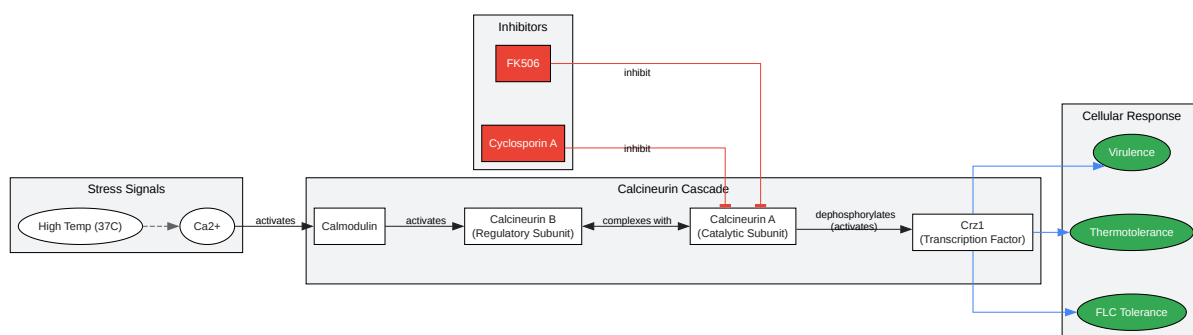 Inhibitors
FK506
inhibit
Cyclosporin A
inhibit
Stress Signals
High Temp (37C)
Ca2+
activates
Calcineurin Cascade
Calmodulin
activates
Calcineurin B
(Regulatory Subunit)
complexes with
Calcineurin A
(Catalytic Subunit)
dephosphorylates
(activates)
Crz1
(Transcription Factor)
Cellular Response
Virulence
Thermotolerance
FLC Tolerance